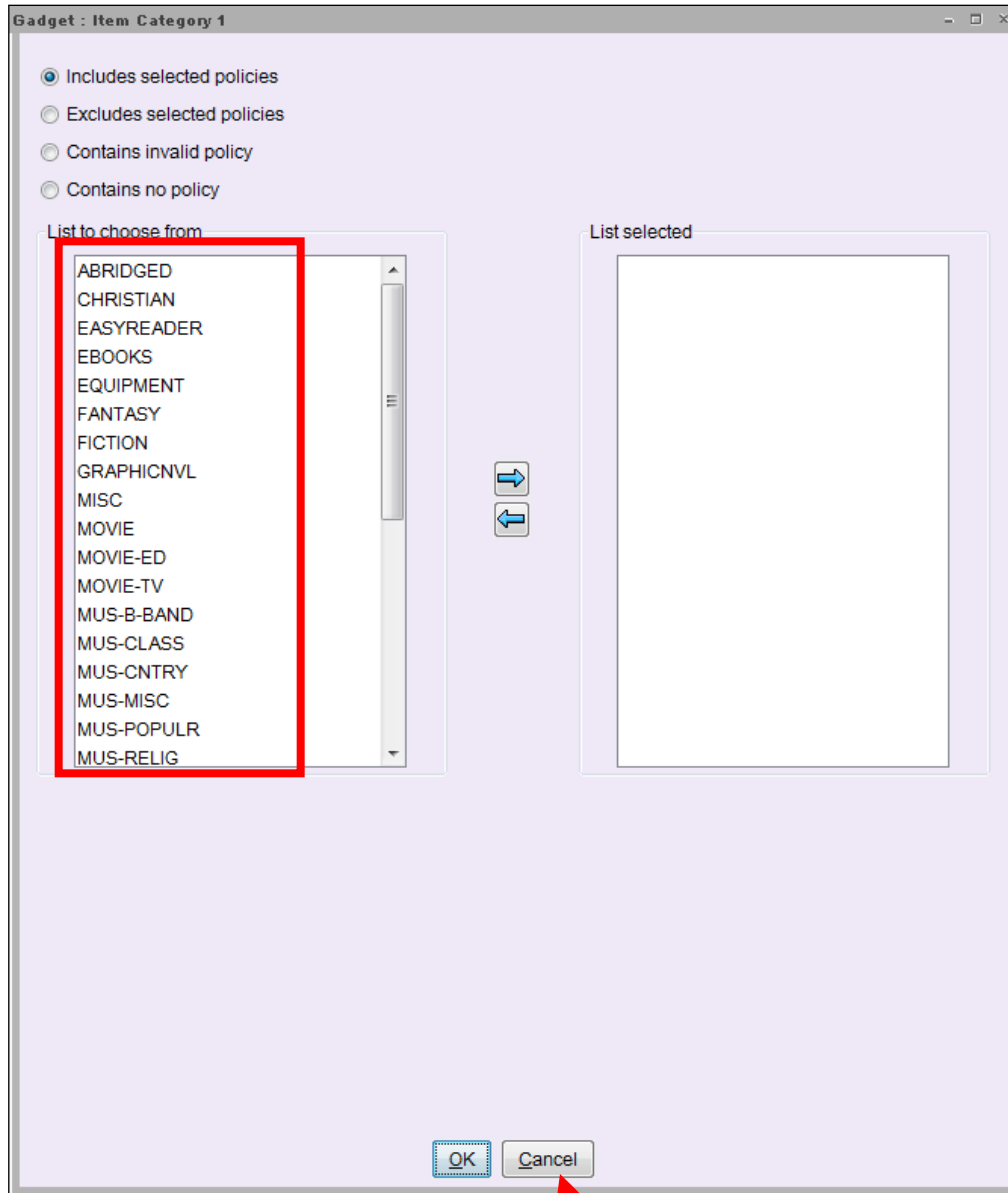 Gadget : Item Category 1
Includes selected policies
Excludes selected policies
Contains invalid policy
Contains no policy
List to choose from
ABRIDGED
CHRISTIAN
EASYREADER
EBOOKS
EQUIPMENT
FANTASY
FICTION
GRAPHICNVL
MISC
MOVIE
MOVIE-ED
MOVIE-TV
MUS-B-BAND
MUS-CLASS
MUS-CNTRY
MUS-MISC
MUS-POPULR
MUS-RELIG
List selected
OK
Cancel